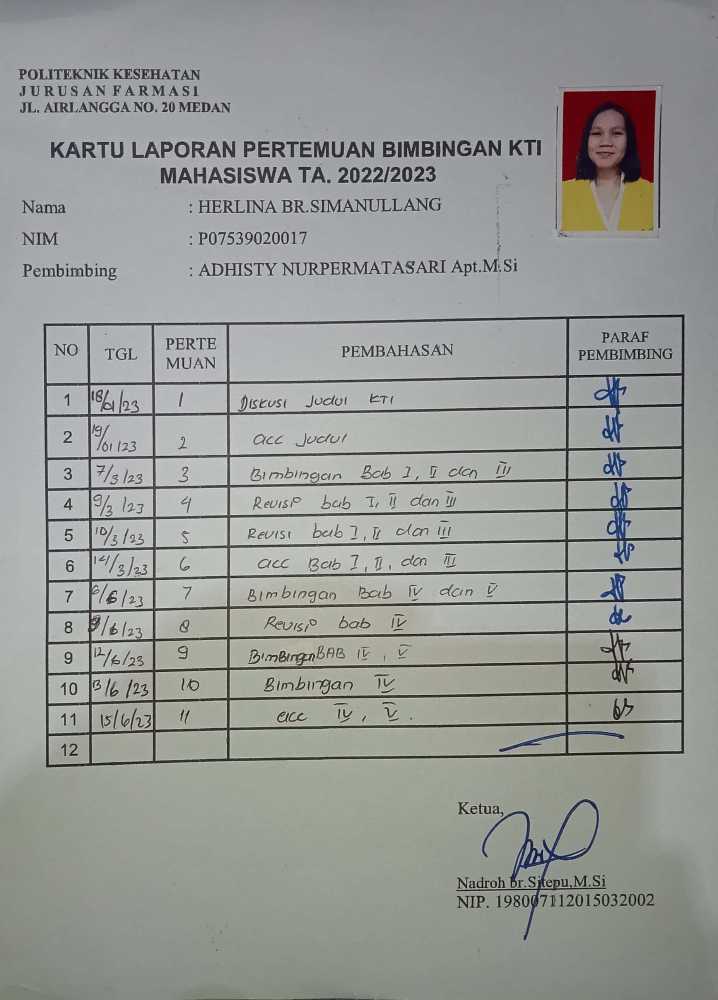 POLITEKNIK KESEHATAN
JURUSAN FARMASI
JL. AIRLANGGA NO. 20 MEDAN
KARTU LAPORAN PERTEMUAN BIMBINGAN KTI
MAHASISWA TA. 2022/2023
Nama : HERLINA BR.SIMANULLANG
NIM : P07539020017
Pembimbing : ADHISTY NURPERMATASARI Apt.M.Si
NO TGL PERTE MUAN PEMBAHASAN PARAF PEMBIMBING
1 18/01/23 1 Diskusi Judul KTI
2 19/01/23 2 acc Judul
3 7/3/23 3 Bimbingan Bab I, II dan III
4 9/3/23 4 Revisi bab I, II dan III
5 10/3/23 5 Revisi bab I, II dan III
6 14/3/23 6 acc Bab I, II, dan III
7 6/6/23 7 Bimbingan Bab IV dan V
8 /6/23 8 Revisi bab IV
9 12/6/23 9 Bimbingan BAB IV, V
10 13/6/23 10 Bimbingan IV
11 15/6/23 11 acc IV, V.
12
Ketua,
Nadroh br.Sitepu,M.Si
NIP. 198007112015032002